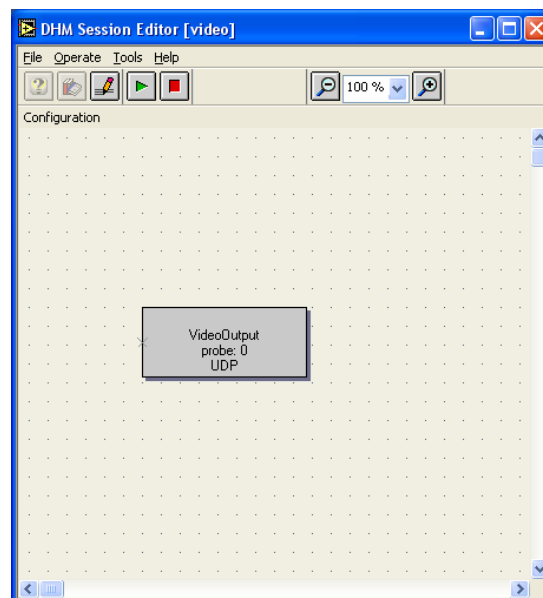 DHM Session Editor [video]
File Operate Tools Help
100 %
Configuration
VideoOutput
probe: 0
UDP